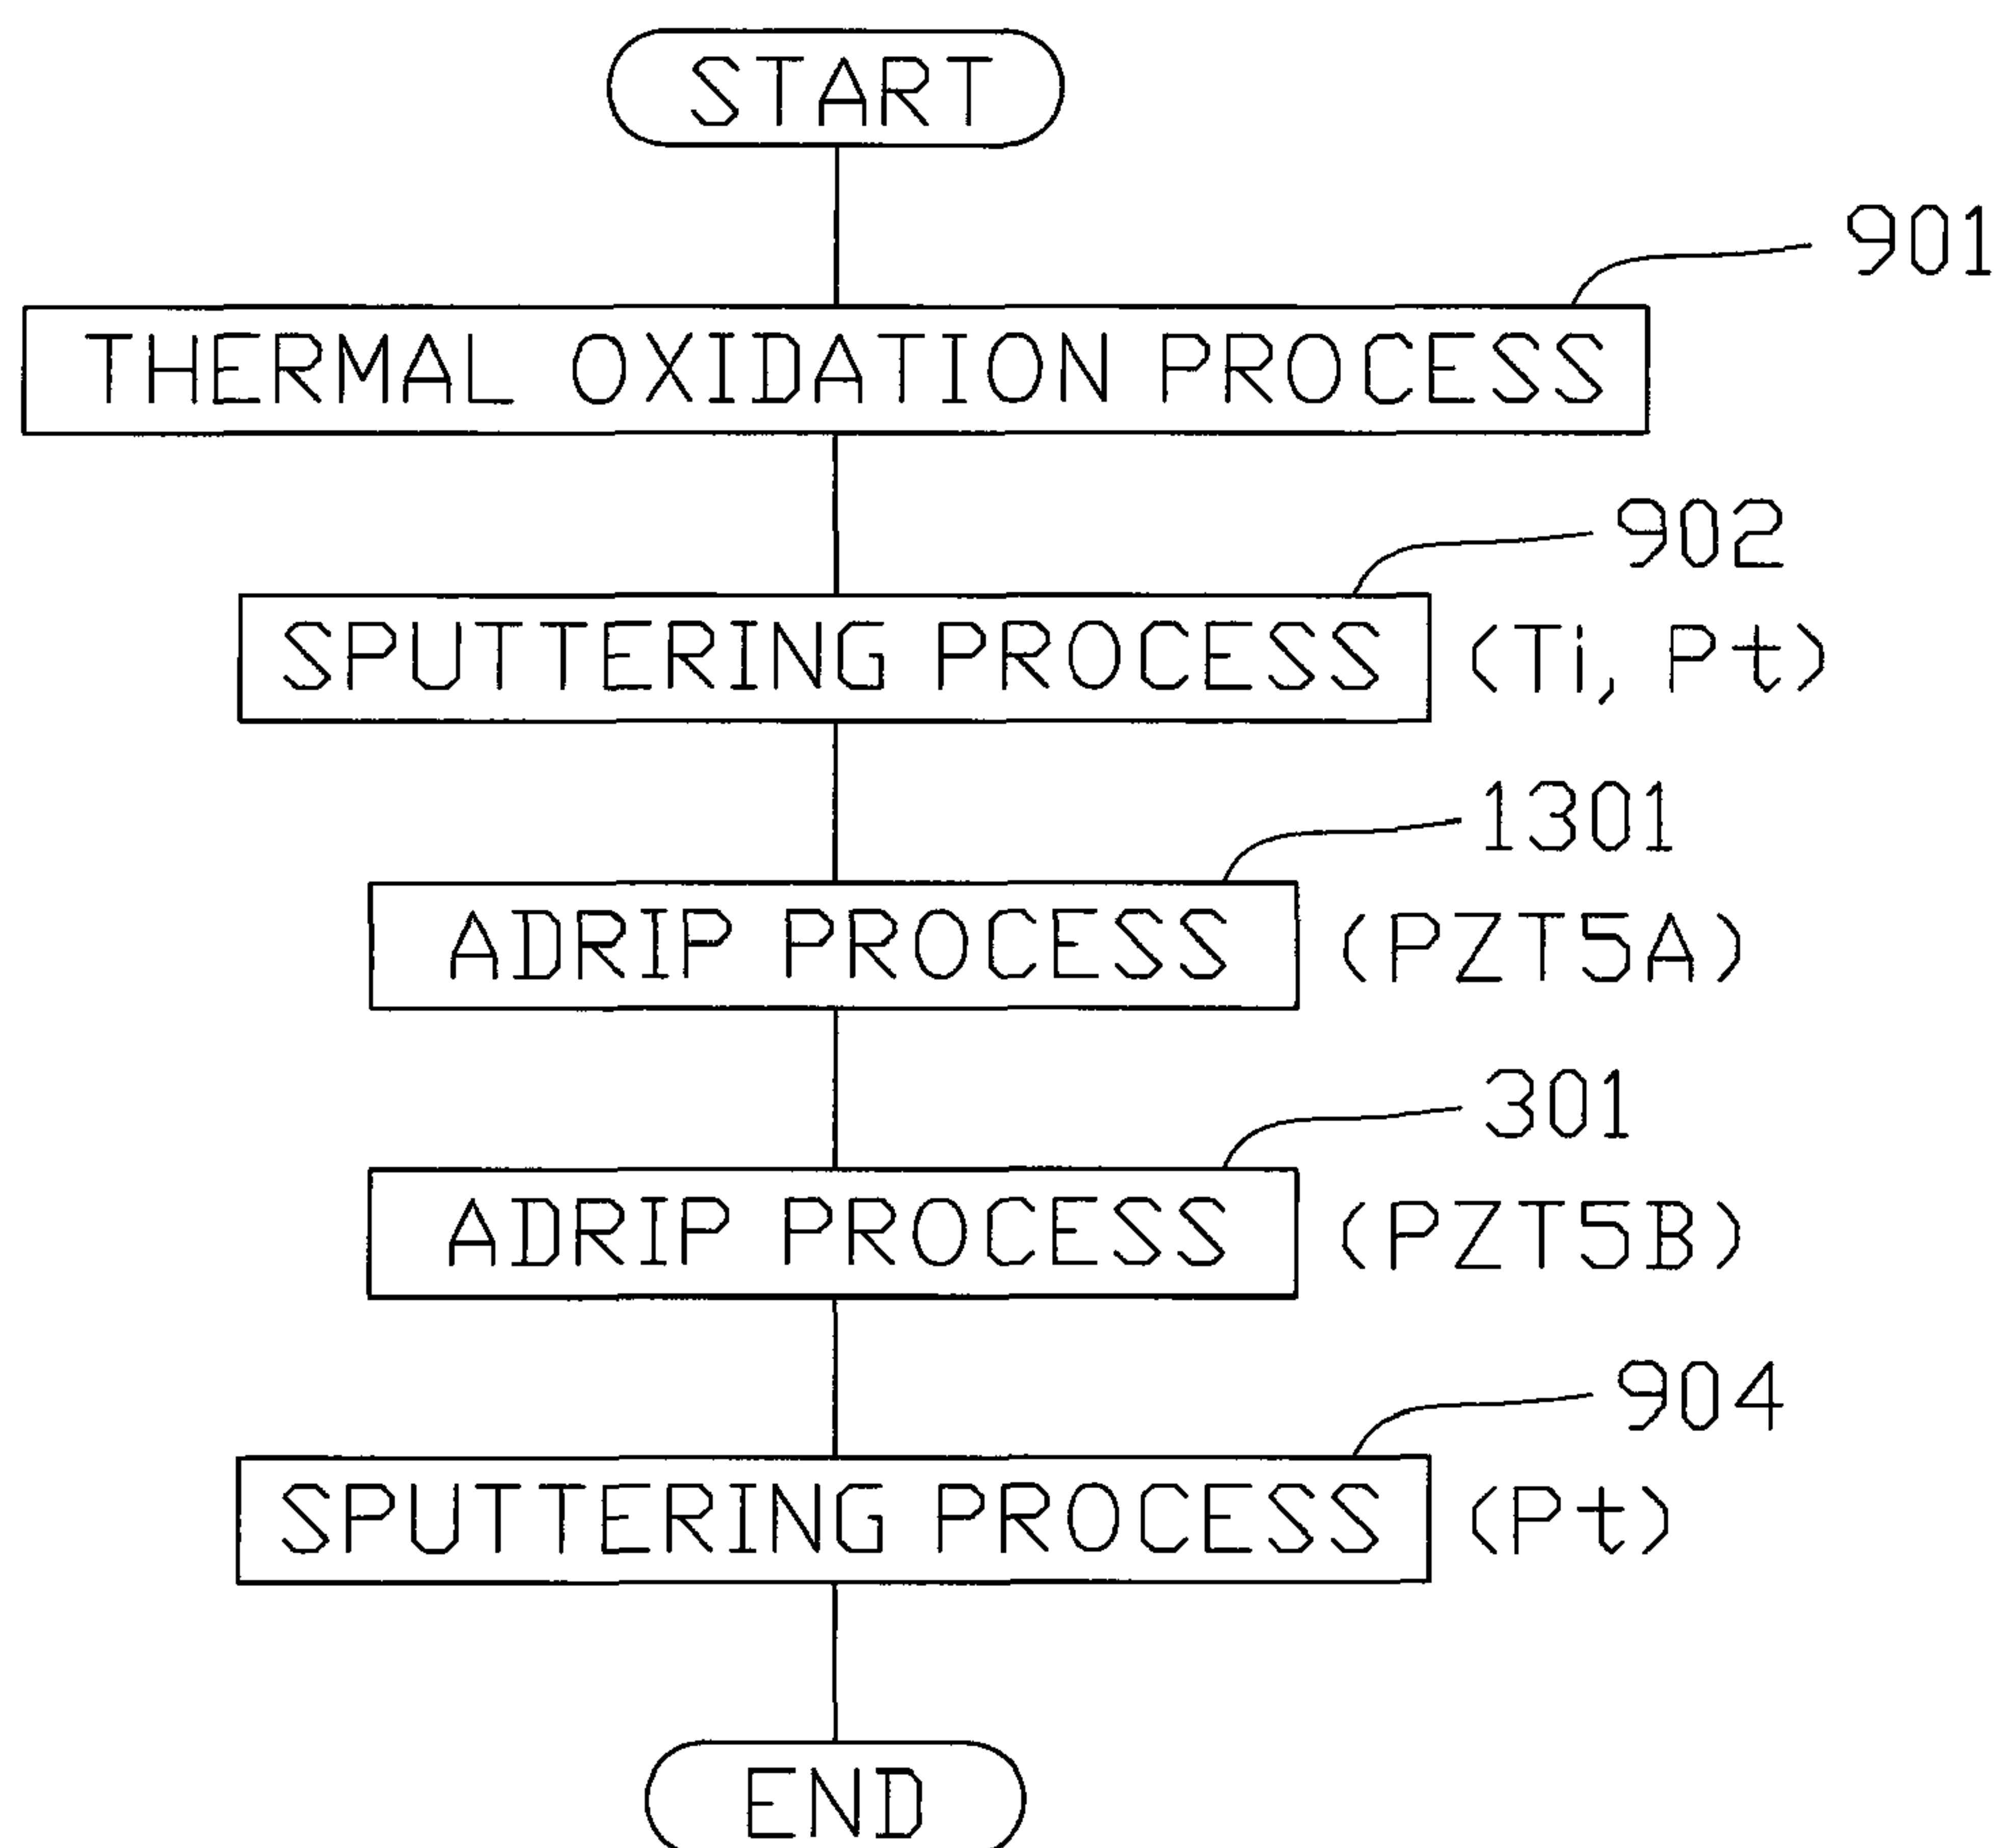 START
901
THERMAL OXIDATION PROCESS
902
SPUTTERING PROCESS (Ti, Pt)
1301
ADRIP PROCESS (PZT5A)
301
ADRIP PROCESS (PZT5B)
904
SPUTTERING PROCESS (Pt)
END